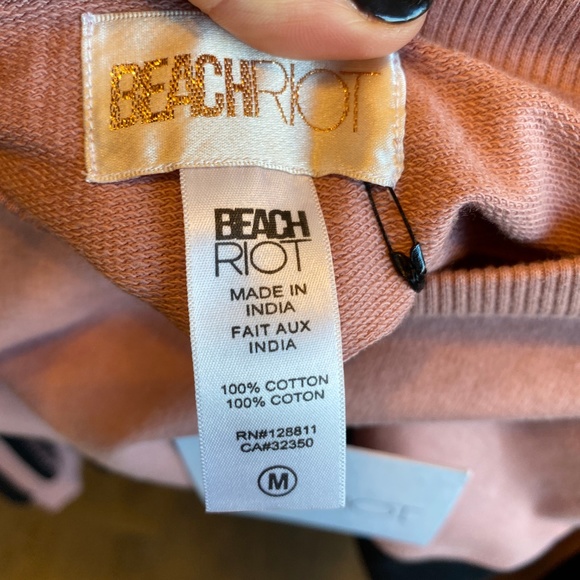 BEACHRIOT
BEACH
RIOT
MADE IN
INDIA
FAIT AUX
INDIA
100% COTTON
100% COTON
RN#128811
CA#32350
M